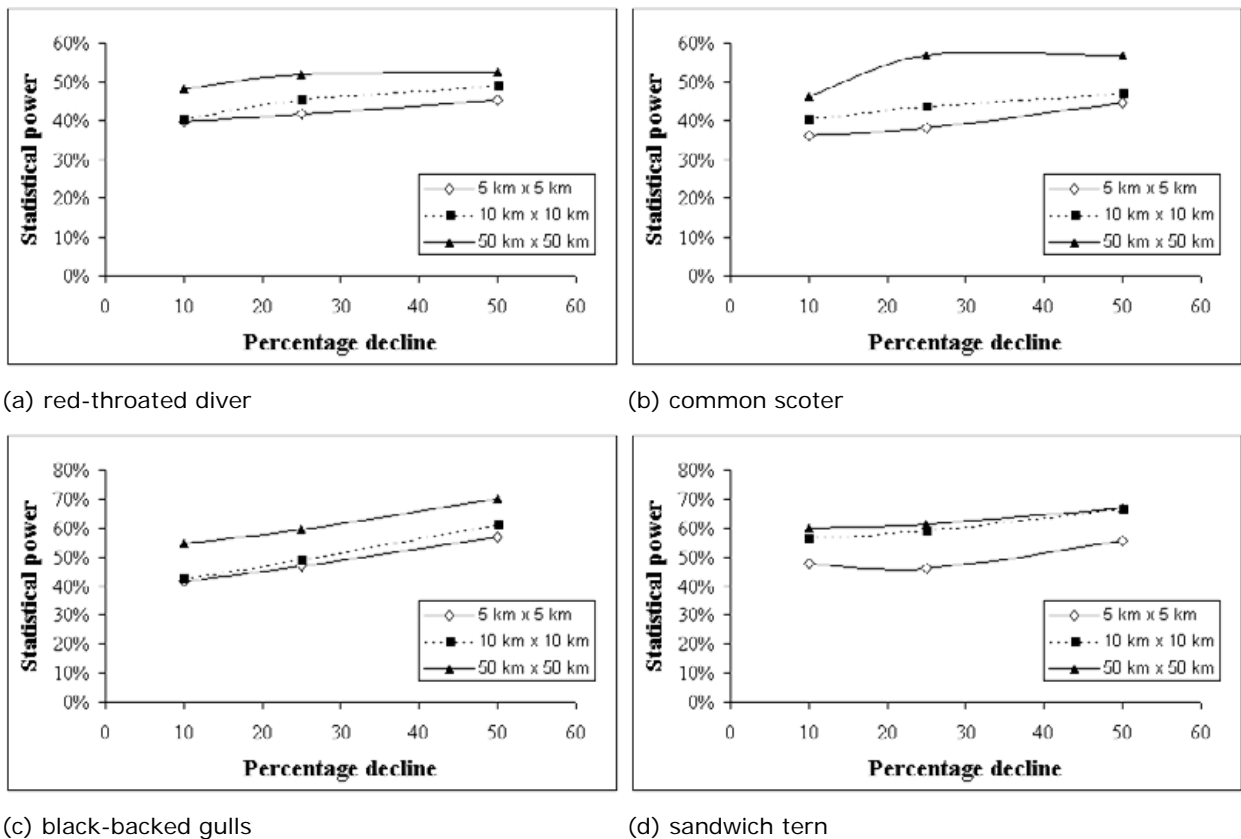 60%
50%
40%
30%
20%
10%
0%
0 10 20 30 40 50 60
Statistical power
Percentage decline
5 km x 5 km
10 km x 10 km
50 km x 50 km
(a) red-throated diver
60%
50%
40%
30%
20%
10%
0%
0 10 20 30 40 50 60
Statistical power
Percentage decline
5 km x 5 km
10 km x 10 km
50 km x 50 km
(b) common scoter
80%
70%
60%
50%
40%
30%
20%
10%
0%
0 10 20 30 40 50 60
Statistical power
Percentage decline
5 km x 5 km
10 km x 10 km
50 km x 50 km
(c) black-backed gulls
80%
70%
60%
50%
40%
30%
20%
10%
0%
0 10 20 30 40 50 60
Statistical power
Percentage decline
5 km x 5 km
10 km x 10 km
50 km x 50 km
(d) sandwich tern